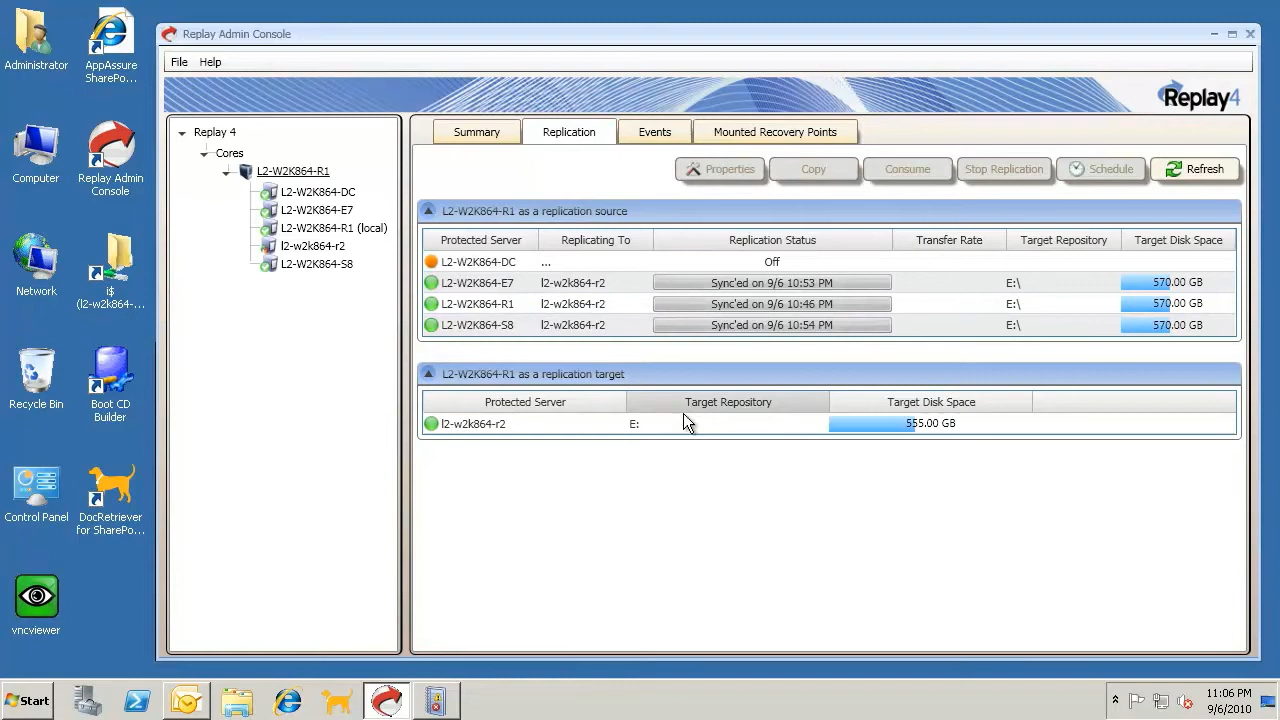 Administrator
AppAssure
SharePo...
Computer
Replay Admin
Console
Network
i$
(l2-w2k864-...
Recycle Bin
Boot CD
Builder
Control Panel
DocRetriever
for SharePo...
vncviewer
Replay Admin Console
File Help
Replay4
Replay 4
Cores
L2-W2K864-R1
L2-W2K864-DC
L2-W2K864-E7
L2-W2K864-R1 (local)
l2-w2k864-r2
L2-W2K864-S8
Summary Replication Events Mounted Recovery Points
Properties Copy Consume Stop Replication Schedule Refresh
L2-W2K864-R1 as a replication source
Protected Server Replicating To Replication Status Transfer Rate Target Repository Target Disk Space
L2-W2K864-DC ... Off
L2-W2K864-E7 l2-w2k864-r2 Sync'ed on 9/6 10:53 PM E:\ 570.00 GB
L2-W2K864-R1 l2-w2k864-r2 Sync'ed on 9/6 10:46 PM E:\ 570.00 GB
L2-W2K864-S8 l2-w2k864-r2 Sync'ed on 9/6 10:54 PM E:\ 570.00 GB
L2-W2K864-R1 as a replication target
Protected Server Target Repository Target Disk Space
l2-w2k864-r2 E: 555.00 GB
Start
11:06 PM
9/6/2010